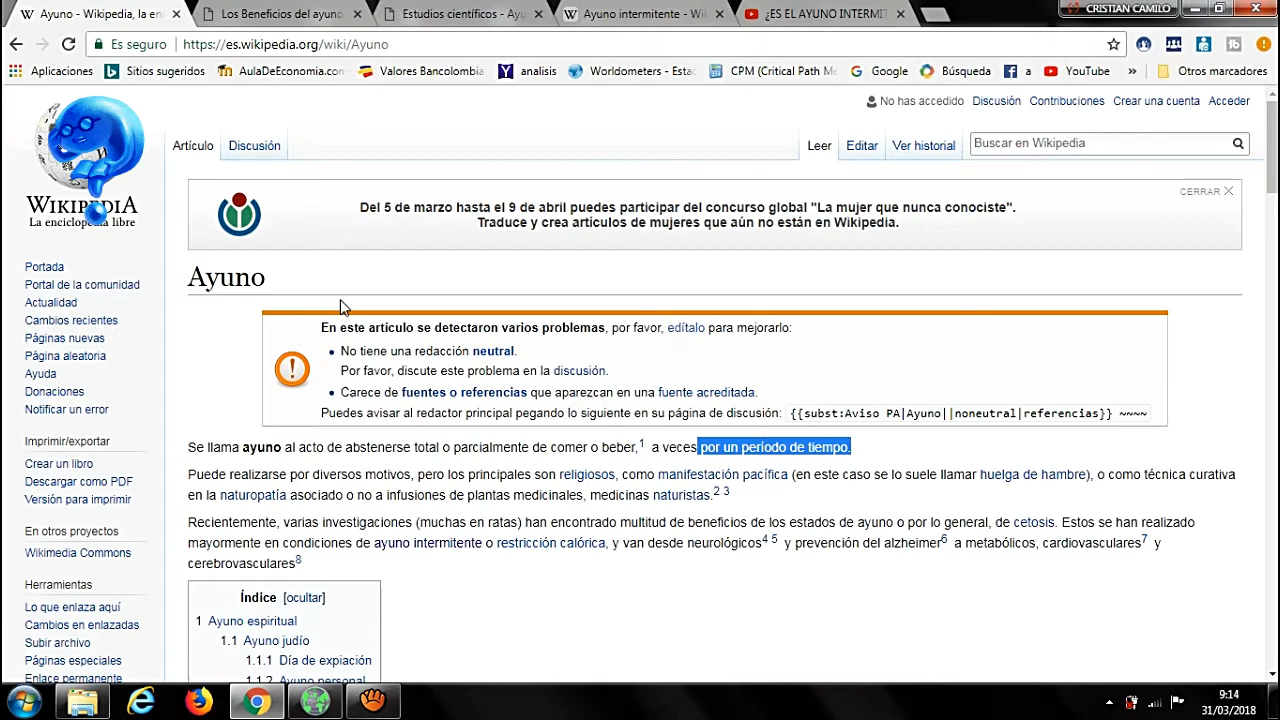 Ayuno - Wikipedia, la en
Los Beneficios del ayuno
Estudios científicos - Ayu
Ayuno intermitente - Wi
¿ES EL AYUNO INTERMIT
CRISTIAN CAMILO
Es seguro
https://es.wikipedia.org/wiki/Ayuno
Aplicaciones
Sitios sugeridos
AulaDeEconomia.com
Valores Bancolombia
analisis
Worldometers - Esta
CPM (Critical Path Me
Google
Búsqueda
a
YouTube
»
Otros marcadores
No has accedido
Discusión
Contribuciones
Crear una cuenta
Acceder
WIKIPEDIA
La enciclopedia libre
Artículo
Discusión
Leer
Editar
Ver historial
Buscar en Wikipedia
CERRAR
Del 5 de marzo hasta el 9 de abril puedes participar del concurso global "La mujer que nunca conociste".
Traduce y crea artículos de mujeres que aún no están en Wikipedia.
Portada
Portal de la comunidad
Actualidad
Cambios recientes
Páginas nuevas
Página aleatoria
Ayuda
Donaciones
Notificar un error
Imprimir/exportar
Crear un libro
Descargar como PDF
Versión para imprimir
En otros proyectos
Wikimedia Commons
Herramientas
Lo que enlaza aquí
Cambios en enlazadas
Subir archivo
Páginas especiales
Enlace permanente
Ayuno
En este artículo se detectaron varios problemas, por favor, edítalo para mejorarlo:
• No tiene una redacción neutral.
Por favor, discute este problema en la discusión.
• Carece de fuentes o referencias que aparezcan en una fuente acreditada.
Puedes avisar al redactor principal pegando lo siguiente en su página de discusión: {{subst:Aviso PA|Ayuno||noneutral|referencias}} ~~~~
Se llama ayuno al acto de abstenerse total o parcialmente de comer o beber,1 a veces por un período de tiempo.
Puede realizarse por diversos motivos, pero los principales son religiosos, como manifestación pacífica (en este caso se lo suele llamar huelga de hambre), o como técnica curativa
en la naturopatía asociado o no a infusiones de plantas medicinales, medicinas naturistas.2 3
Recientemente, varias investigaciones (muchas en ratas) han encontrado multitud de beneficios de los estados de ayuno o por lo general, de cetosis. Estos se han realizado
mayormente en condiciones de ayuno intermitente o restricción calórica, y van desde neurológicos4 5 y prevención del alzheimer6 a metabólicos, cardiovasculares7 y
cerebrovasculares8
Índice [ocultar]
1 Ayuno espiritual
1.1 Ayuno judío
1.1.1 Día de expiación
1.1.2 Ayuno personal
9:14
31/03/2018